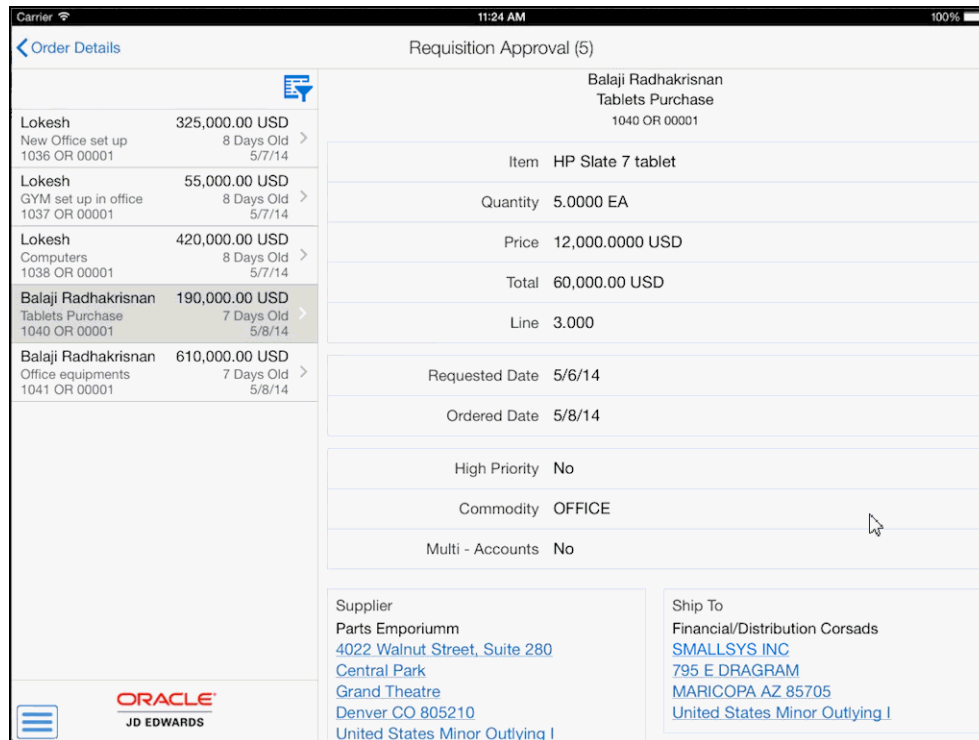 Carrier 11:24 AM 100%
Order Details
Requisition Approval (5)
Lokesh 325,000.00 USD
New Office set up 8 Days Old
1036 OR 00001 5/7/14
Lokesh 55,000.00 USD
GYM set up in office 8 Days Old
1037 OR 00001 5/7/14
Lokesh 420,000.00 USD
Computers 8 Days Old
1038 OR 00001 5/7/14
Balaji Radhakrisnan 190,000.00 USD
Tablets Purchase 7 Days Old
1040 OR 00001 5/8/14
Balaji Radhakrisnan 610,000.00 USD
Office equipments 7 Days Old
1041 OR 00001 5/8/14
ORACLE
JD EDWARDS
Balaji Radhakrisnan
Tablets Purchase
1040 OR 00001
Item HP Slate 7 tablet
Quantity 5.0000 EA
Price 12,000.0000 USD
Total 60,000.00 USD
Line 3.000
Requested Date 5/6/14
Ordered Date 5/8/14
High Priority No
Commodity OFFICE
Multi - Accounts No
Supplier
Parts Emporiumm
4022 Walnut Street, Suite 280
Central Park
Grand Theatre
Denver CO 805210
United States Minor Outlying I
Ship To
Financial/Distribution Corsads
SMALLSYS INC
795 E DRAGRAM
MARICOPA AZ 85705
United States Minor Outlying I